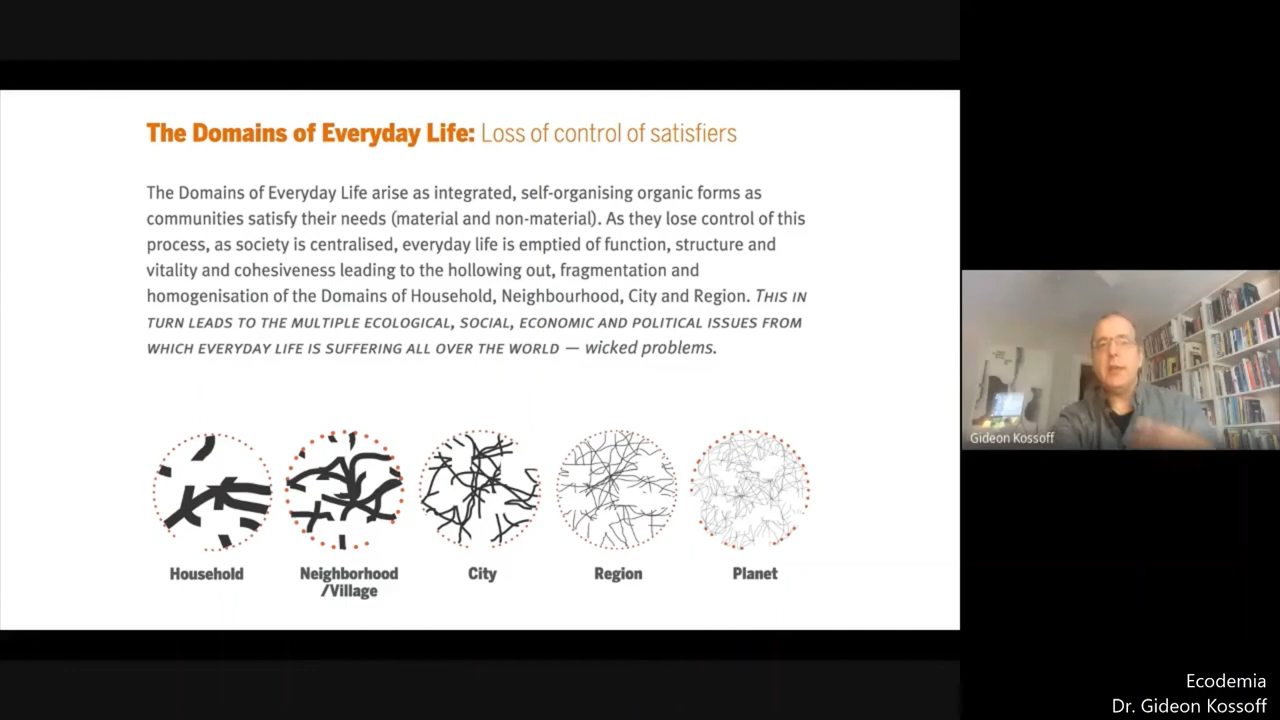 The Domains of Everyday Life: Loss of control of satisfiers
The Domains of Everyday Life arise as integrated, self-organising organic forms as
communities satisfy their needs (material and non-material). As they lose control of this
process, as society is centralised, everyday life is emptied of function, structure and
vitality and cohesiveness leading to the hollowing out, fragmentation and
homogenisation of the Domains of Household, Neighbourhood, City and Region. THIS IN
TURN LEADS TO THE MULTIPLE ECOLOGICAL, SOCIAL, ECONOMIC AND POLITICAL ISSUES FROM
WHICH EVERYDAY LIFE IS SUFFERING ALL OVER THE WORLD — wicked problems.
Household
Neighborhood
/Village
City
Region
Planet
Gideon Kossoff
Ecodemia
Dr. Gideon Kossoff